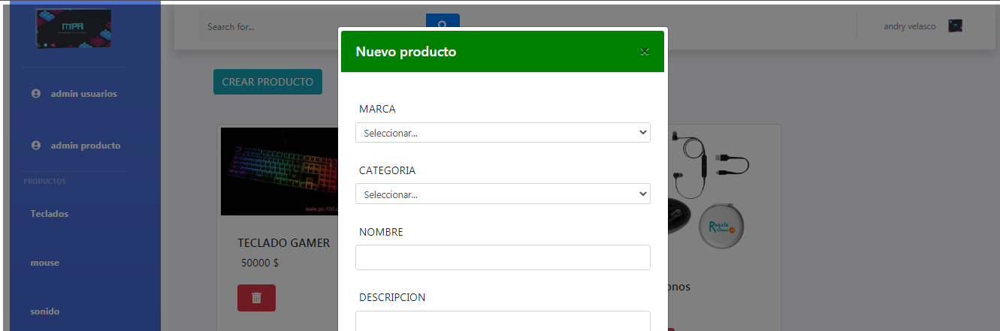 MPA
Search for...
andry velasco
Nuevo producto
×
CREAR PRODUCTO
admin usuarios
admin producto
PRODUCTOS
Teclados
mouse
sonido
MARCA
Seleccionar...
CATEGORIA
Seleccionar...
NOMBRE
DESCRIPCION
www.pc-100.c
TECLADO GAMER
50000 $
Regala
onos